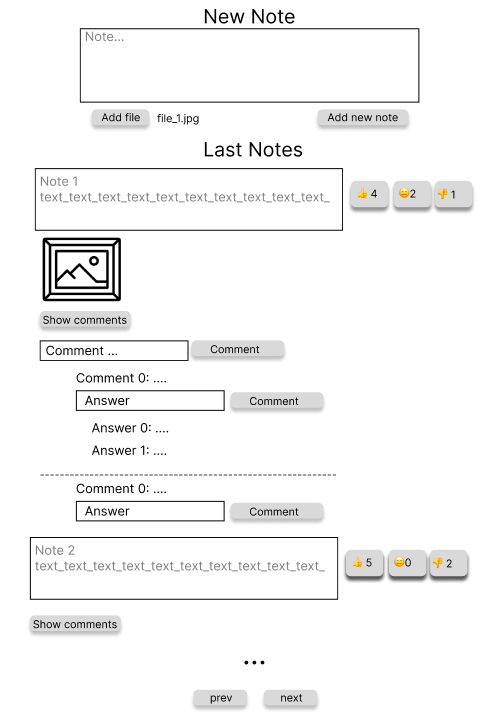 New Note
Note...
Add file file_1.jpg Add new note
Last Notes
Note 1
text_text_text_text_text_text_text_text_text_text_
👍 4 😑2 👎 1
Show comments
Comment ... Comment
Comment 0: ....
Answer Comment
Answer 0: ....
Answer 1: ....
--------------------------------------------------
Comment 0: ....
Answer Comment
Note 2
text_text_text_text_text_text_text_text_text_text_
👍 5 😑0 👎 2
Show comments
...
prev next